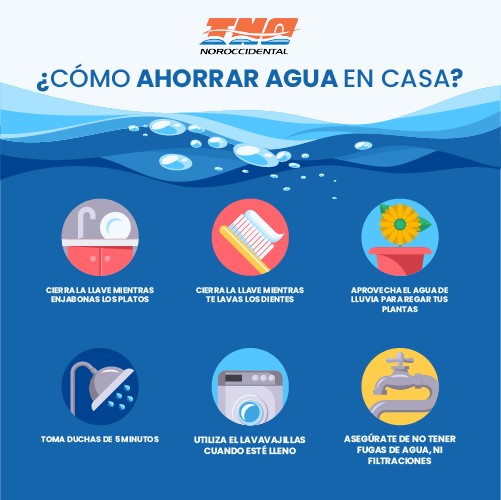 TNO
NOROCCIDENTAL
¿CÓMO AHORRAR AGUA EN CASA?
CIERRA LA LLAVE MIENTRAS
ENJABONAS LOS PLATOS
CIERRA LA LLAVE MIENTRAS
TE LAVAS LOS DIENTES
APROVECHA EL AGUA DE
LLUVIA PARA REGAR TUS
PLANTAS
TOMA DUCHAS DE 5 MINUTOS
UTILIZA EL LAVAVAJILLAS
CUANDO ESTÉ LLENO
ASEGÚRATE DE NO TENER
FUGAS DE AGUA, NI
FILTRACIONES